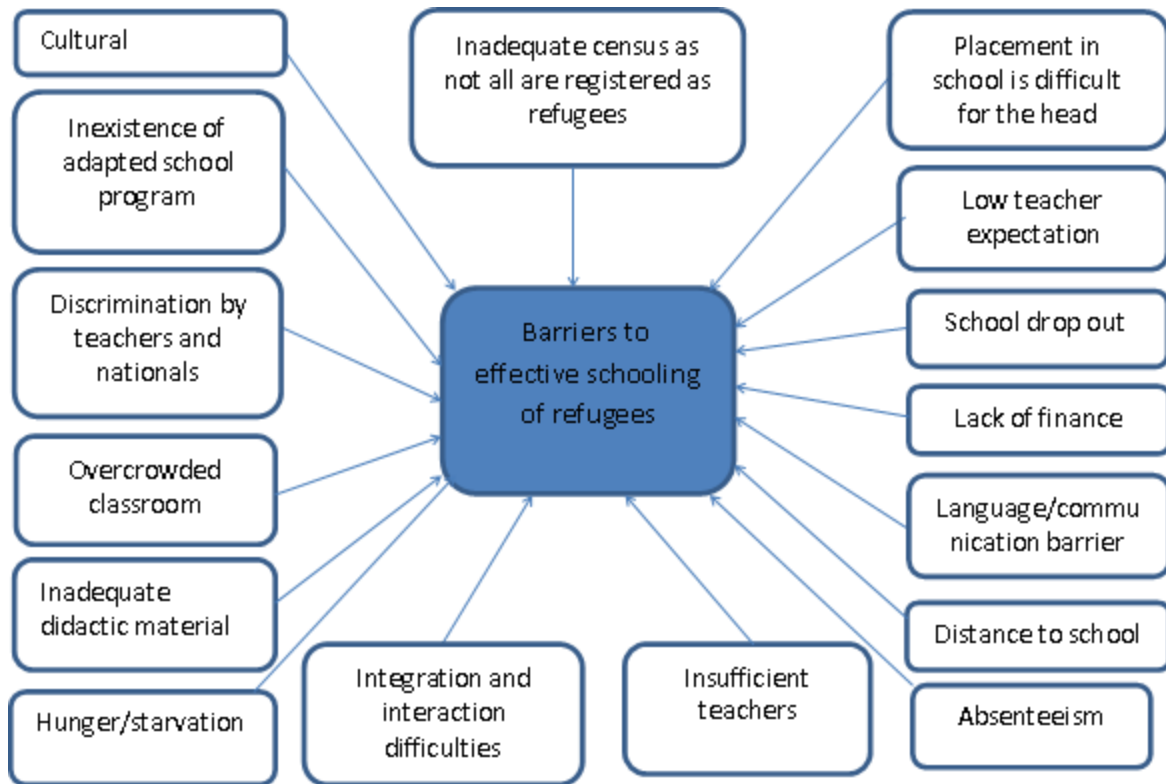 Cultural
Inadequate census as
not all are registered as
refugees
Placement in
school is difficult
for the head
Inexistence of
adapted school
program
Low teacher
expectation
Discrimination by
teachers and
nationals
Barriers to
effective schooling
of refugees
School drop out
Lack of finance
Overcrowded
classroom
Language/commu
nication barrier
Inadequate
didactic material
Distance to school
Hunger/starvation
Integration and
interaction
difficulties
Insufficient
teachers
Absenteeism